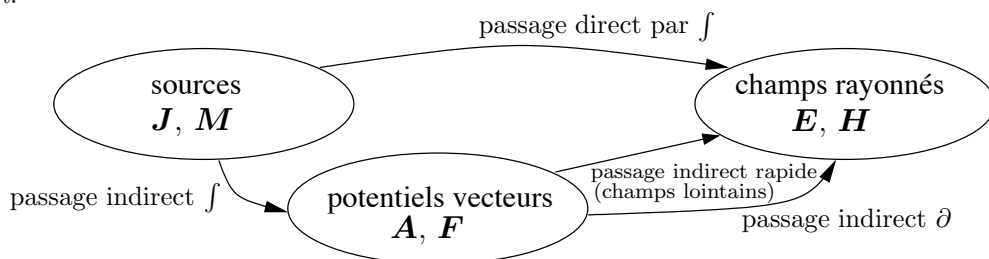 passage direct par ∫
sources
J, M
champs rayonnés
E, H
passage indirect ∫
potentiels vecteurs
A, F
passage indirect rapide
(champs lointains)
passage indirect ∂